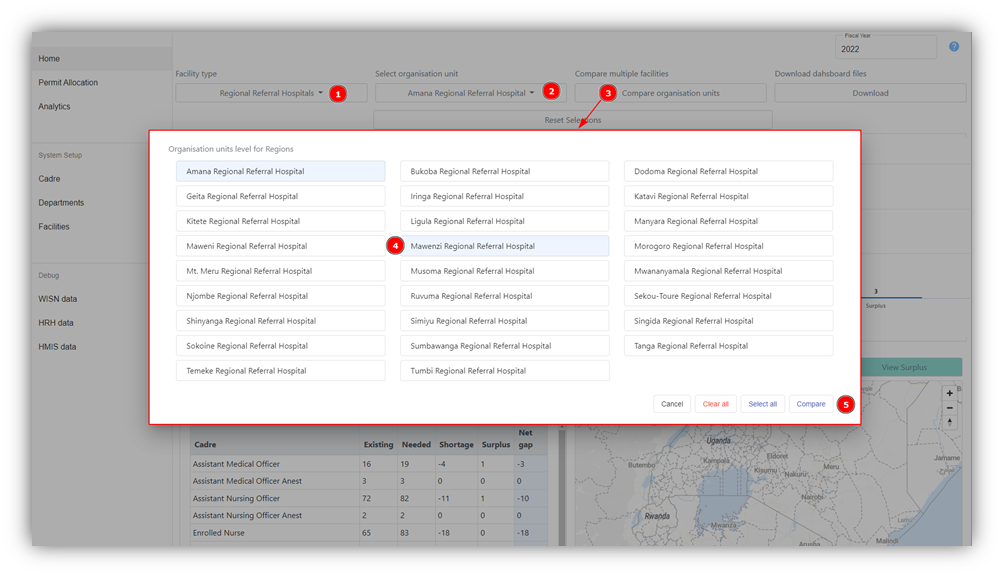 Fiscal Year
2022
?
Home
Permit Allocation
Analytics
System Setup
Cadre
Departments
Facilities
Debug
WISN data
HRH data
HMIS data
Facility type
Select organisation unit
Compare multiple facilities
Download dahsboard files
Regional Referral Hospitals
1
Amana Regional Referral Hospital
2
3
Compare organisation units
Download
Reset Selections
Organisation units level for Regions
Amana Regional Referral Hospital
Bukoba Regional Referral Hospital
Dodoma Regional Referral Hospital
Geita Regional Referral Hospital
Iringa Regional Referral Hospital
Katavi Regional Referral Hospital
Kitete Regional Referral Hospital
Ligula Regional Referral Hospital
Manyara Regional Referral Hospital
Maweni Regional Referral Hospital
4
Mawenzi Regional Referral Hospital
Morogoro Regional Referral Hospital
Mt. Meru Regional Referral Hospital
Musoma Regional Referral Hospital
Mwananyamala Regional Referral Hospital
Njombe Regional Referral Hospital
Ruvuma Regional Referral Hospital
Sekou-Toure Regional Referral Hospital
Shinyanga Regional Referral Hospital
Simiyu Regional Referral Hospital
Singida Regional Referral Hospital
Sokoine Regional Referral Hospital
Sumbawanga Regional Referral Hospital
Tanga Regional Referral Hospital
Temeke Regional Referral Hospital
Tumbi Regional Referral Hospital
Cancel
Clear all
Select all
Compare
5
3
Surplus
View Surplus
Cadre Existing Needed Shortage Surplus Net gap
Assistant Medical Officer 16 19 -4 1 -3
Assistant Medical Officer Anest 3 3 0 0 0
Assistant Nursing Officer 72 82 -11 1 -10
Assistant Nursing Officer Anest 2 2 0 0 0
Enrolled Nurse 65 83 -18 0 -18
+
−
Uganda
Butembo
Kampala
Eldoret
Kisumu
Nakuru
Meru
Jamame
Nairobi
Rwanda
Mwanza
Lamu
Malindi
Arusha